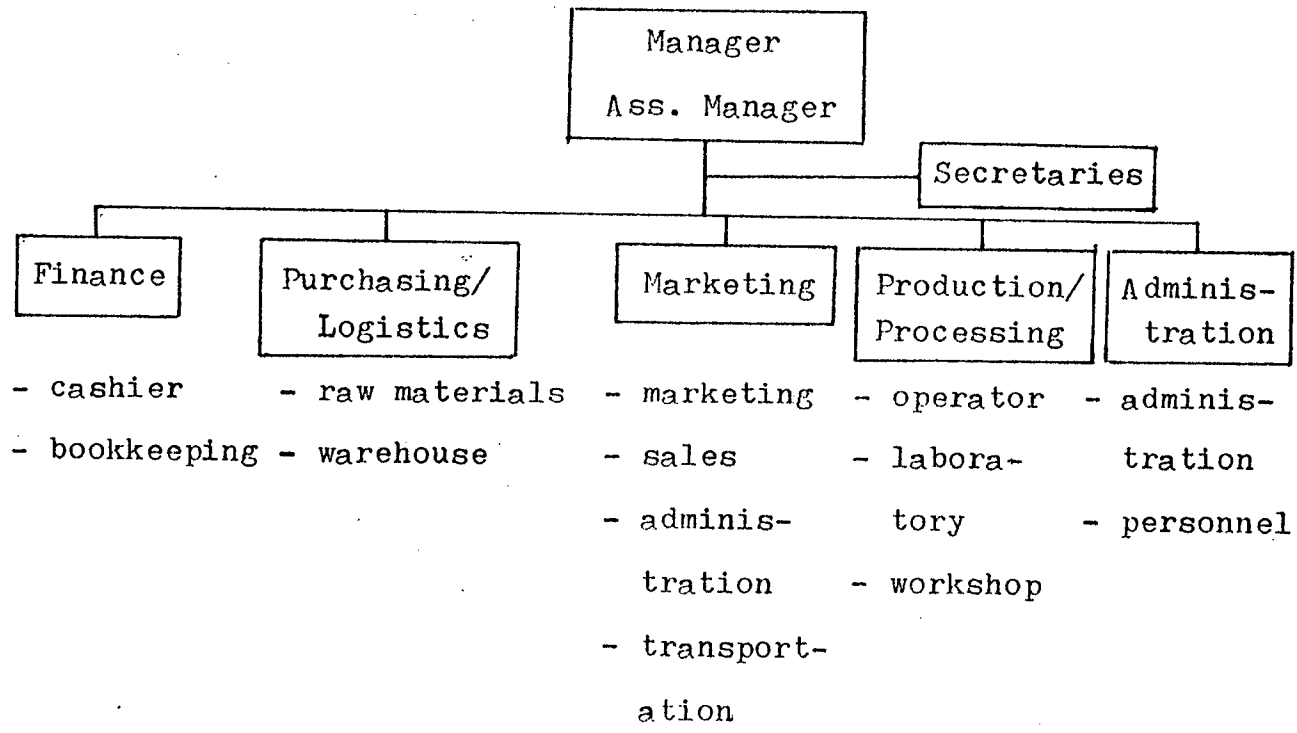 Manager
Ass. Manager
Secretaries
Finance
Purchasing/
Logistics
Marketing
Production/
Processing
Adminis-
tration
- cashier
- bookkeeping
- raw materials
- warehouse
- marketing
- sales
- adminis-
tration
- transport-
ation
- operator
- labora-
tory
- workshop
- adminis-
tration
- personnel